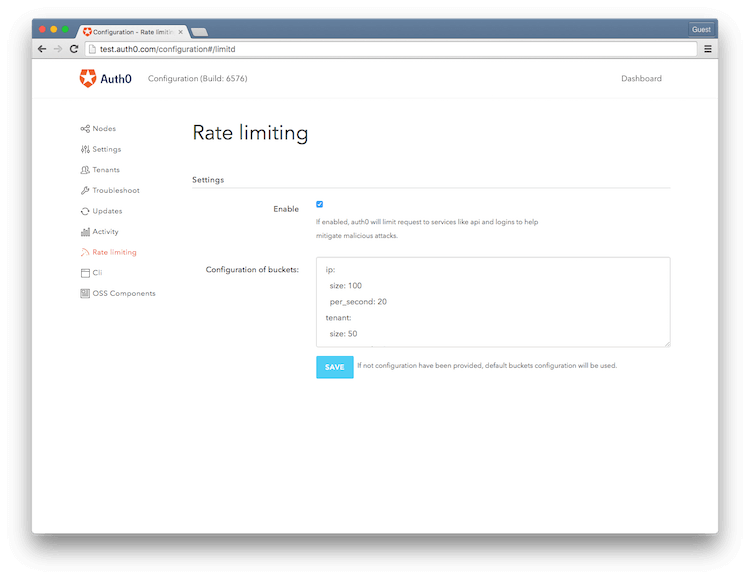 Configuration - Rate limitin
Guest
test.auth0.com/configuration#/limitd
Auth0
Configuration (Build: 6576)
Dashboard
Nodes
Settings
Tenants
Troubleshoot
Updates
Activity
Rate limiting
Cli
OSS Components
Rate limiting
Settings
Enable
If enabled, auth0 will limit request to services like api and logins to help
mitigate malicious attacks.
Configuration of buckets:
ip:
size: 100
per_second: 20
tenant:
size: 50
SAVE
If not configuration have been provided, default buckets configuration will be used.